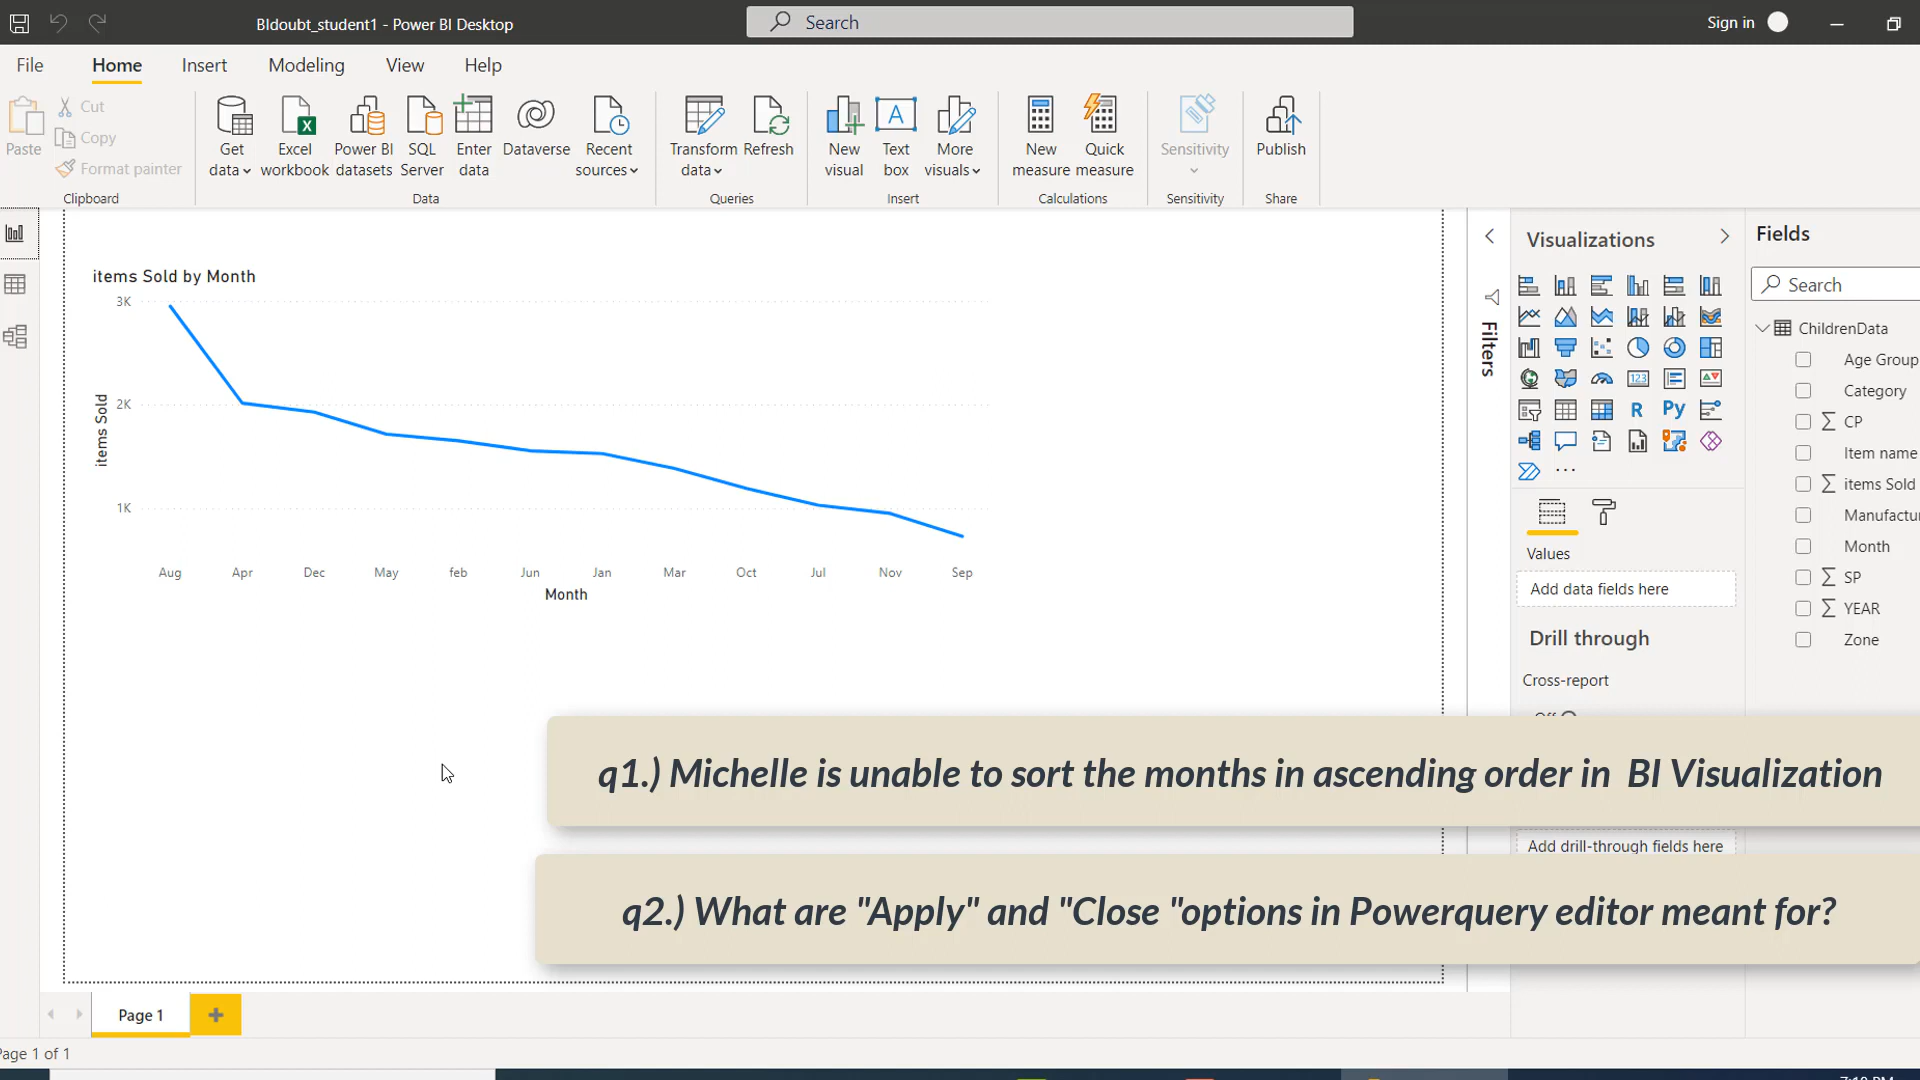 BIdoubt_student1 - Power BI Desktop
Search
Sign in
File
Home
Insert
Modeling
View
Help
Paste
Cut
Copy
Format painter
Clipboard
Get data
Excel workbook
Power BI datasets
SQL Server
Enter data
Dataverse
Recent sources
Data
Transform data
Refresh
Queries
New visual
Text box
More visuals
Insert
New measure
Quick measure
Calculations
Sensitivity
Sensitivity
Publish
Share
items Sold by Month
3K
2K
1K
items Sold
Aug Apr Dec May feb Jun Jan Mar Oct Jul Nov Sep
Month
Filters
Visualizations
123
R
Py
Values
Add data fields here
Drill through
Cross-report
Off
Add drill-through fields here
Fields
Search
ChildrenData
Age Group
Category
∑ CP
Item name
∑ items Sold
Manufactu
Month
∑ SP
∑ YEAR
Zone
q1.) Michelle is unable to sort the months in ascending order in BI Visualization
q2.) What are "Apply" and "Close "options in Powerquery editor meant for?
Page 1
Page 1 of 1